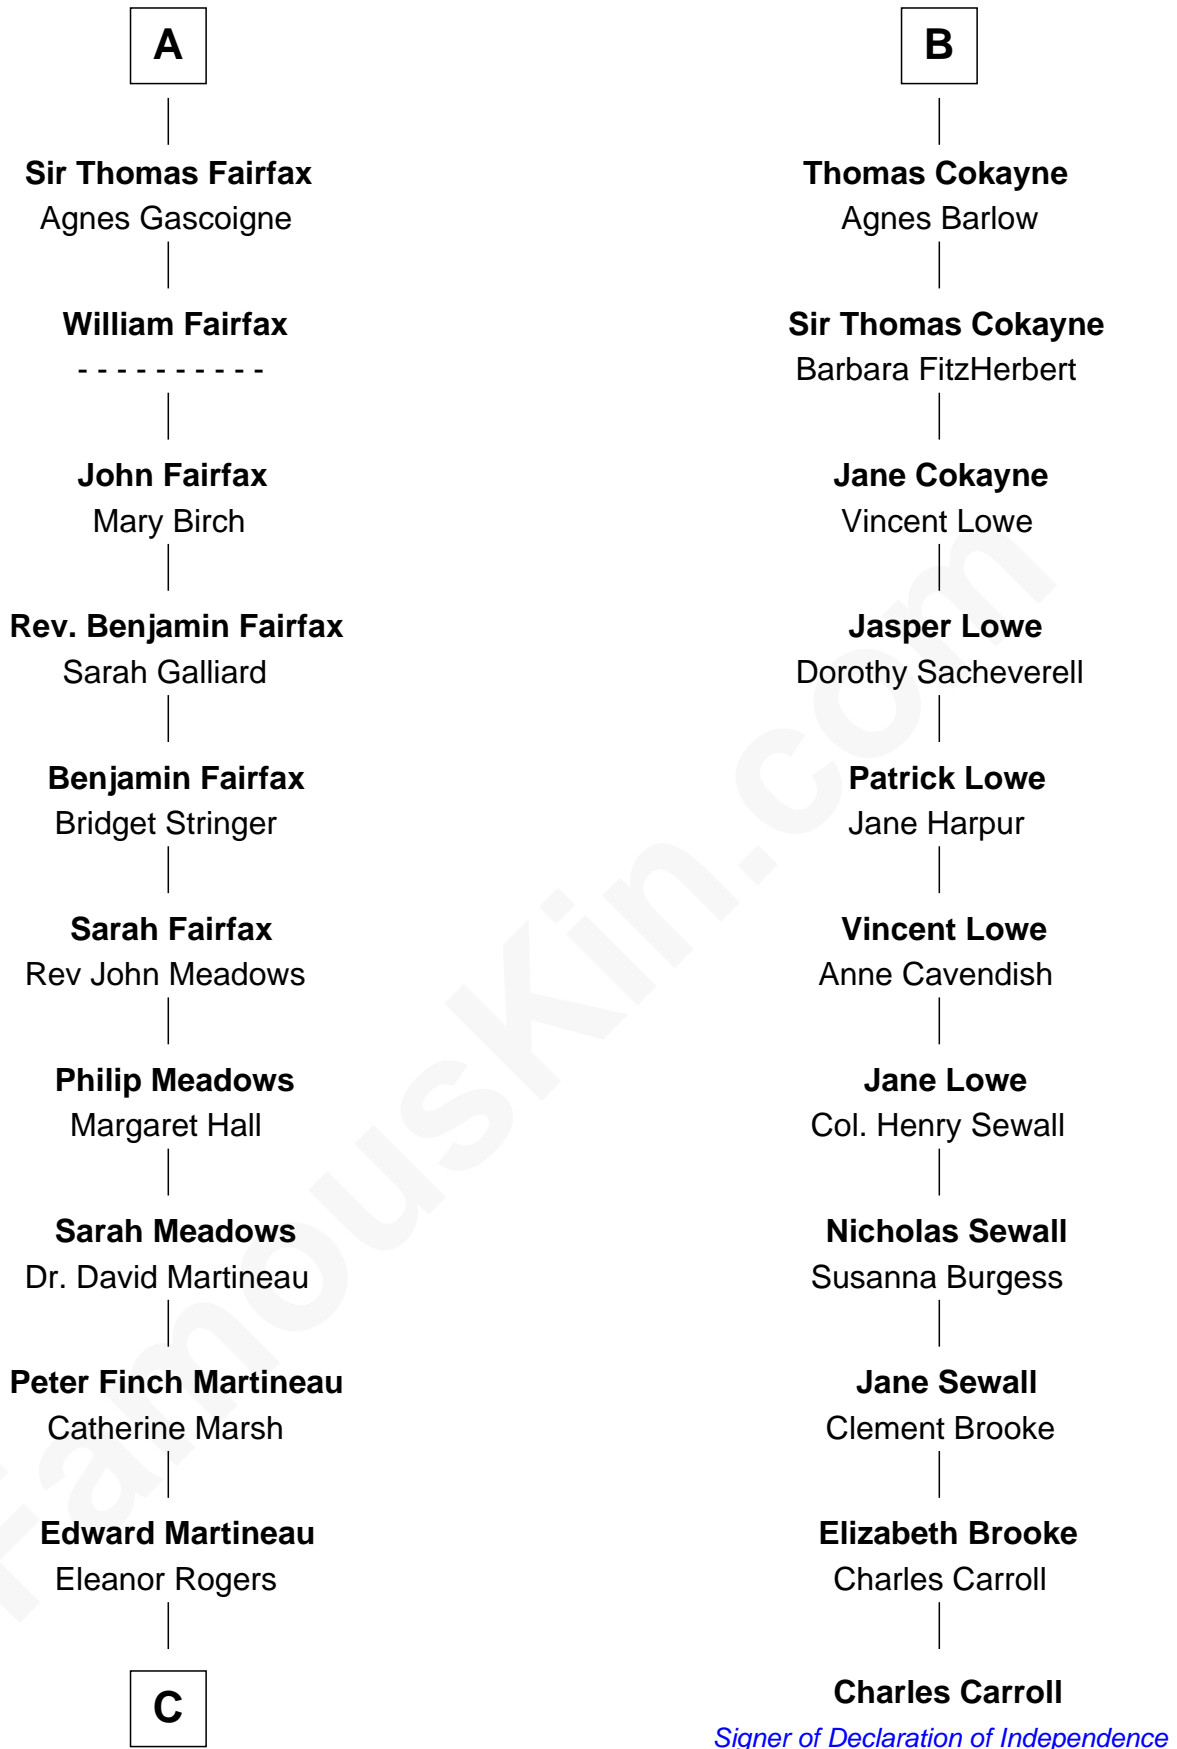 A
Sir Thomas Fairfax
Agnes Gascoigne
William Fairfax
- - - - - - - - - -
John Fairfax
Mary Birch
Rev. Benjamin Fairfax
Sarah Galliard
Benjamin Fairfax
Bridget Stringer
Sarah Fairfax
Rev John Meadows
Philip Meadows
Margaret Hall
Sarah Meadows
Dr. David Martineau
Peter Finch Martineau
Catherine Marsh
Edward Martineau
Eleanor Rogers
C
B
Thomas Cokayne
Agnes Barlow
Sir Thomas Cokayne
Barbara FitzHerbert
Jane Cokayne
Vincent Lowe
Jasper Lowe
Dorothy Sacheverell
Patrick Lowe
Jane Harpur
Vincent Lowe
Anne Cavendish
Jane Lowe
Col. Henry Sewall
Nicholas Sewall
Susanna Burgess
Jane Sewall
Clement Brooke
Elizabeth Brooke
Charles Carroll
Charles Carroll
Signer of Declaration of Independence
FamousKin.com